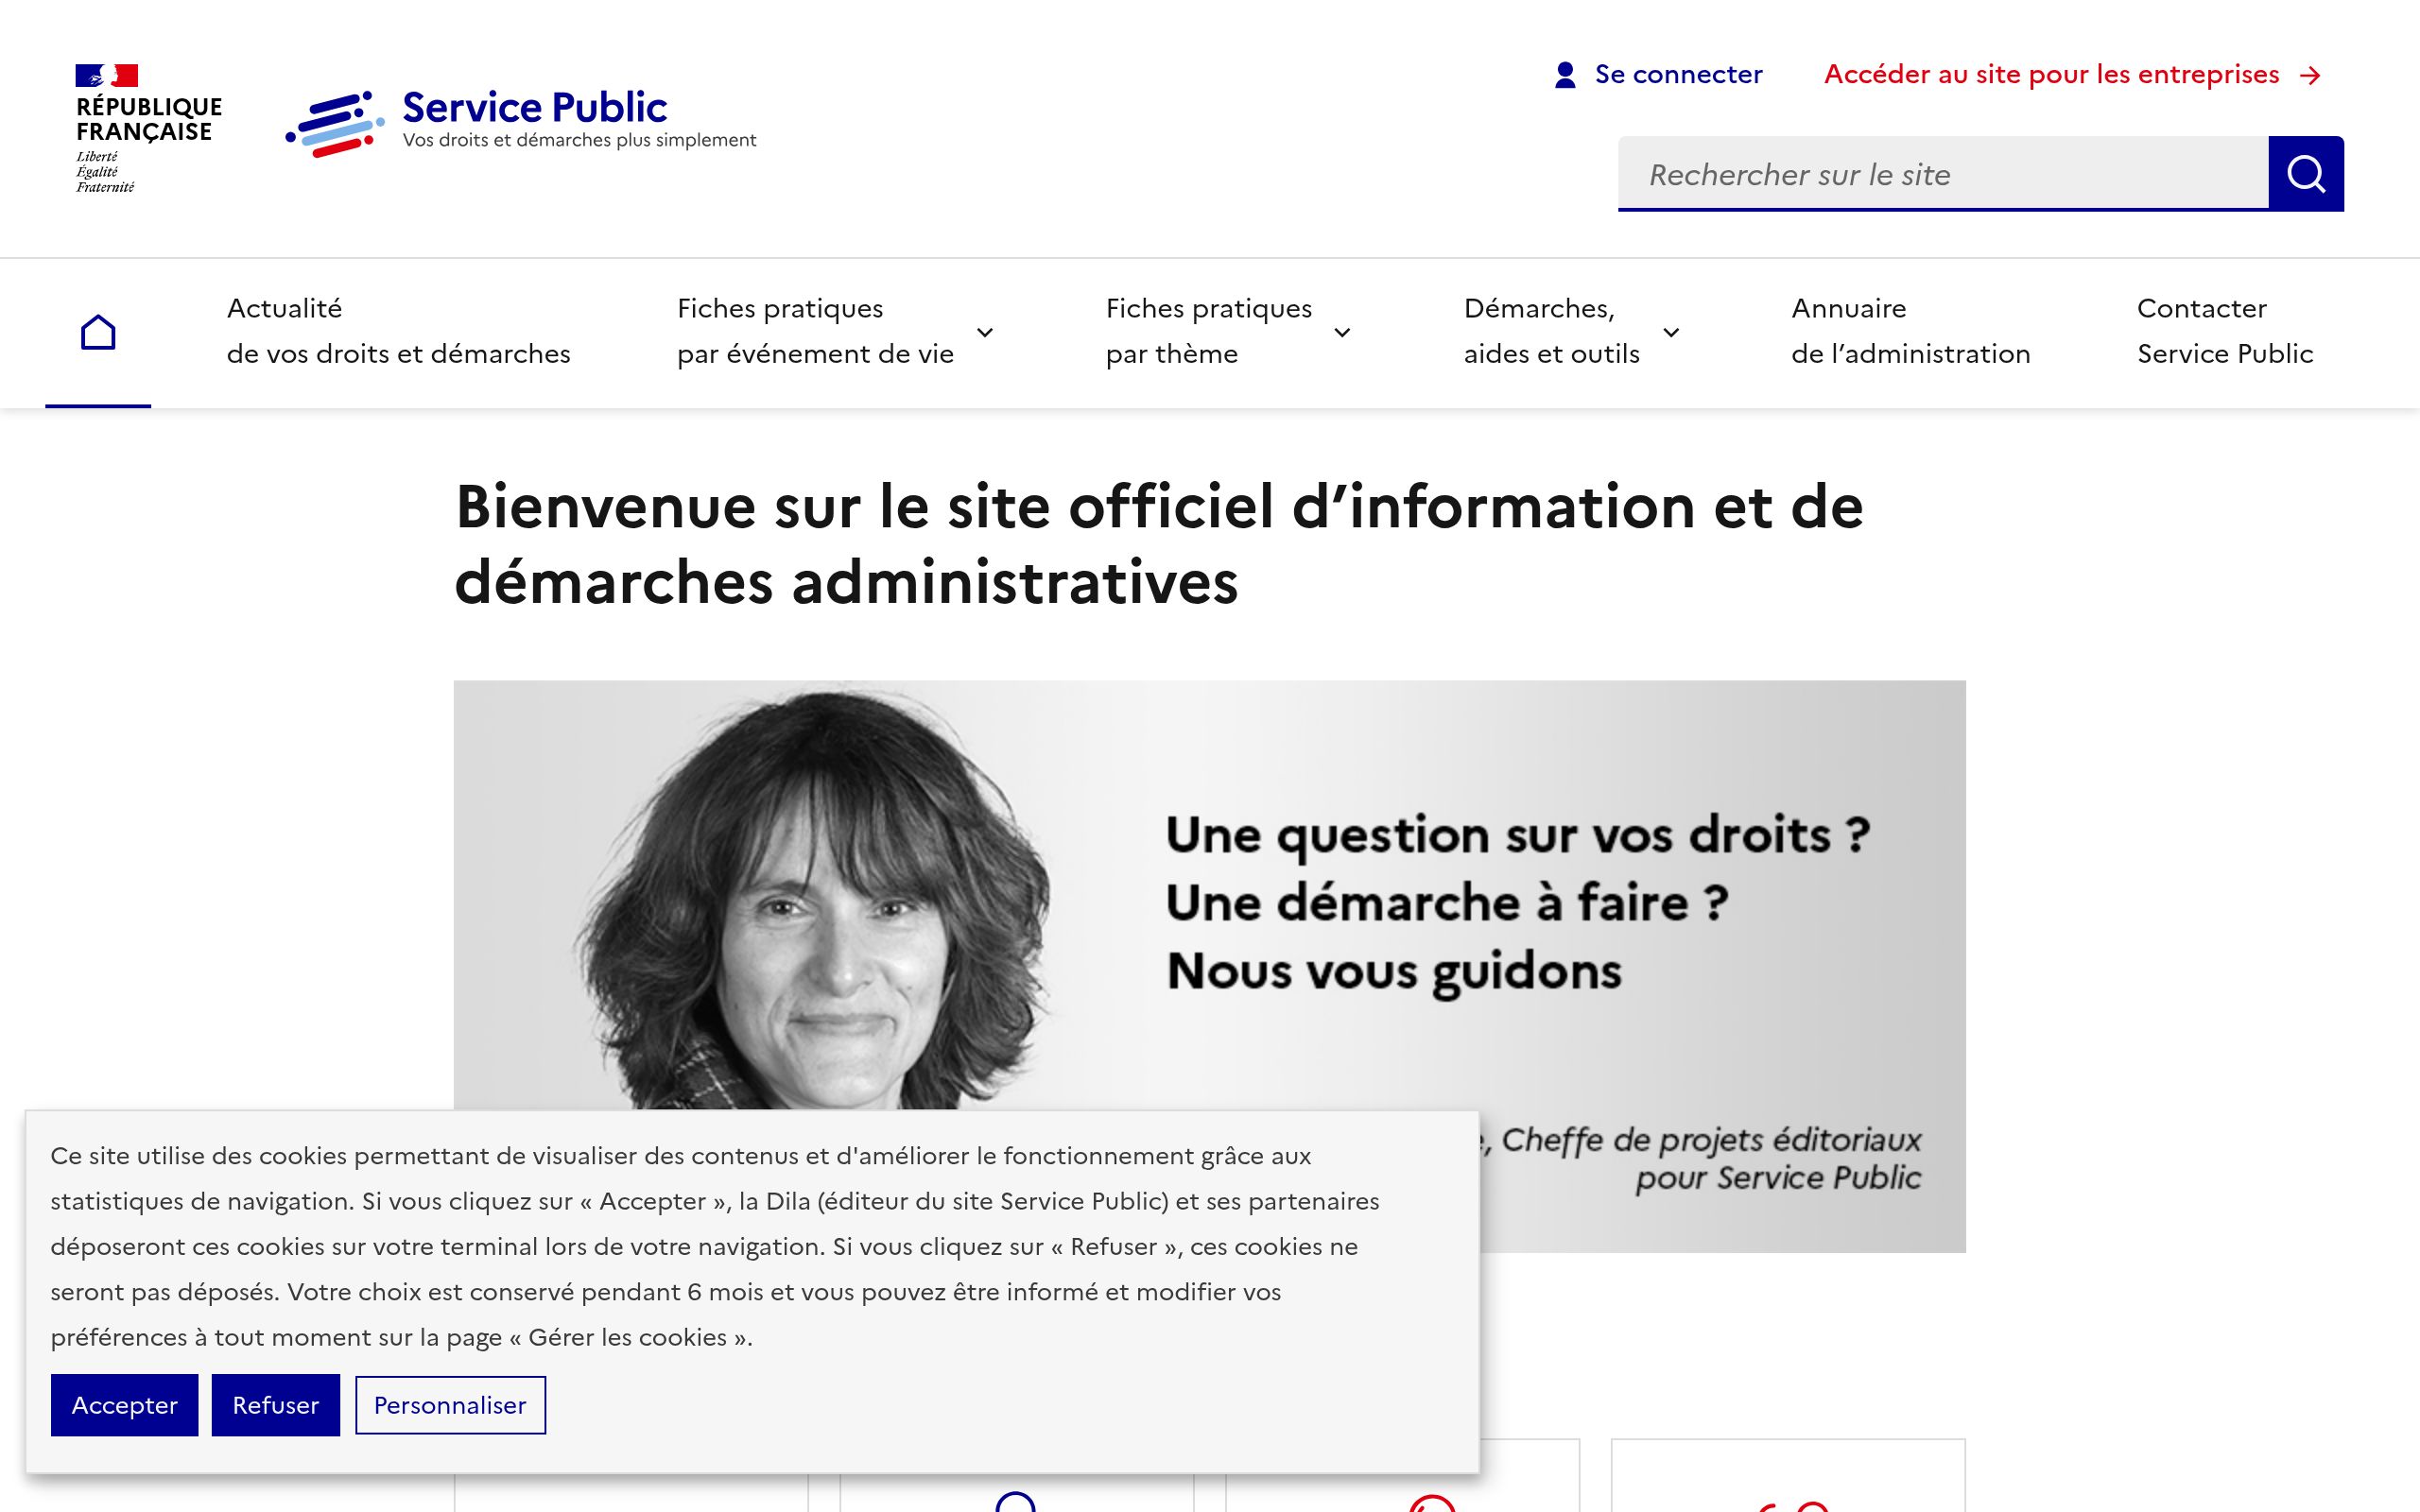 RÉPUBLIQUE
FRANÇAISE
Liberté
Égalité
Fraternité
Service Public
Vos droits et démarches plus simplement
Se connecter
Accéder au site pour les entreprises
Rechercher sur le site
Actualité
de vos droits et démarches
Fiches pratiques
par événement de vie
Fiches pratiques
par thème
Démarches,
aides et outils
Annuaire
de l’administration
Contacter
Service Public
Bienvenue sur le site officiel d’information et de
démarches administratives
Une question sur vos droits ?
Une démarche à faire ?
Nous vous guidons
, Cheffe de projets éditoriaux
pour Service Public
Ce site utilise des cookies permettant de visualiser des contenus et d'améliorer le fonctionnement grâce aux
statistiques de navigation. Si vous cliquez sur « Accepter », la Dila (éditeur du site Service Public) et ses partenaires
déposeront ces cookies sur votre terminal lors de votre navigation. Si vous cliquez sur « Refuser », ces cookies ne
seront pas déposés. Votre choix est conservé pendant 6 mois et vous pouvez être informé et modifier vos
préférences à tout moment sur la page « Gérer les cookies ».
Accepter
Refuser
Personnaliser